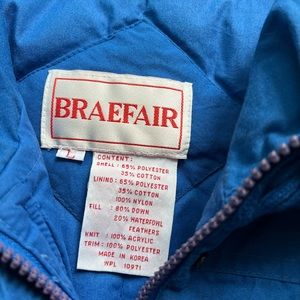 BRAEFAIR
L
CONTENT:
SHELL: 65% POLYESTER
35% COTTON
LINING: 65% POLYESTER
35% COTTON
100% NYLON
FILL : 80% DOWN
20% WATERFOWL
FEATHERS
KNIT : 100% ACRYLIC
TRIM: 100% POLYESTER
MADE IN KOREA
WPL 10971